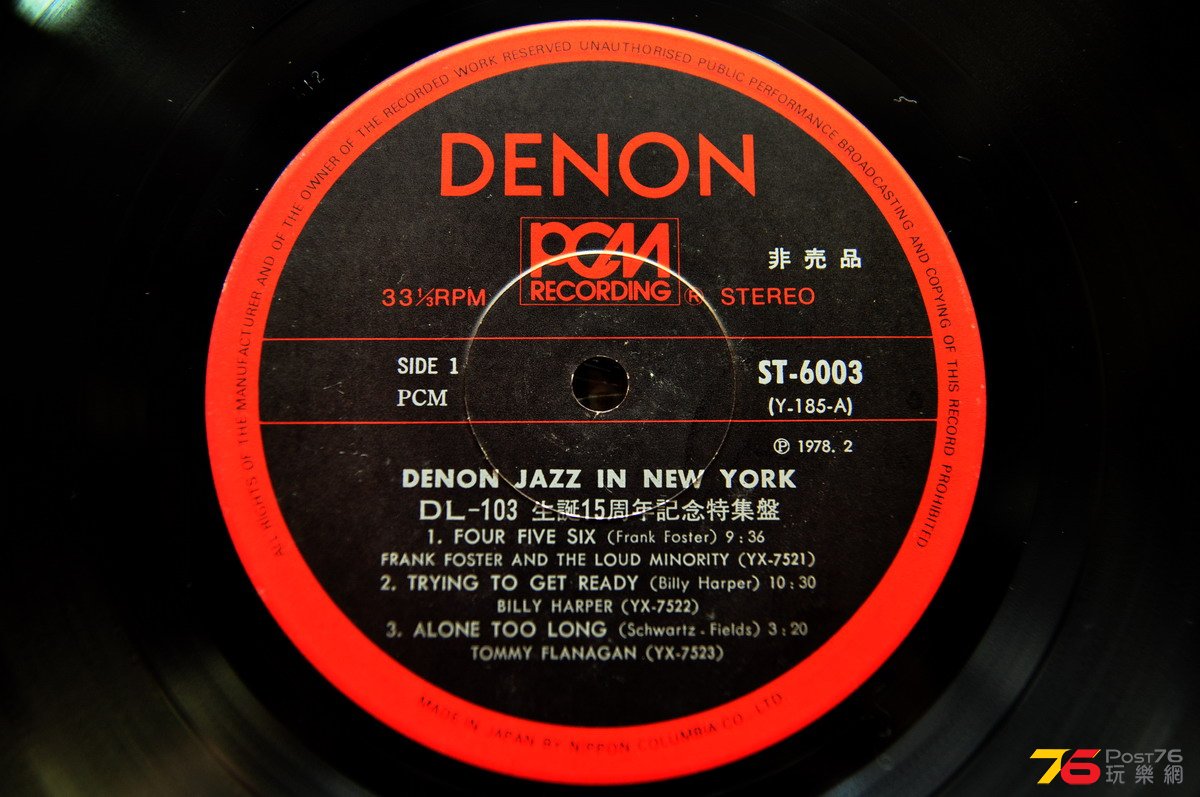 ALL RIGHTS OF THE MANUFACTURER AND OF THE OWNER OF THE RECORDED WORK RESERVED UNAUTHORISED PUBLIC PERFORMANCE BROADCASTING AND COPYING OF THIS RECORD PROHIBITED
DENON
PCM
RECORDING
非売品
33⅓RPM Ⓡ STEREO
SIDE 1 ST-6003
PCM (Y-185-A)
Ⓟ 1978. 2
DENON JAZZ IN NEW YORK
DL-103 生誕15周年記念特集盤
1. FOUR FIVE SIX (Frank Foster) 9:36
FRANK FOSTER AND THE LOUD MINORITY (YX-7521)
2. TRYING TO GET READY (Billy Harper) 10:30
BILLY HARPER (YX-7522)
3. ALONE TOO LONG (Schwartz - Fields) 3:20
TOMMY FLANAGAN (YX-7523)
MADE IN JAPAN BY NIPPON COLUMBIA CO., LTD.
76 Post76
玩樂網